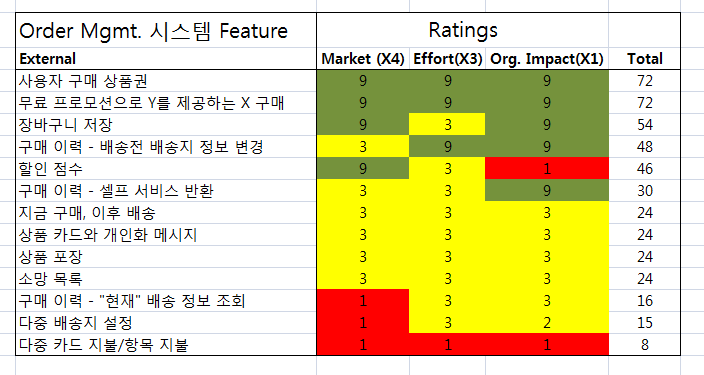 Order Mgmt. 시스템 Feature Ratings
External Market (X4) Effort(X3) Org. Impact(X1) Total
사용자 구매 상품권 9 9 9 72
무료 프로모션으로 Y를 제공하는 X 구매 9 9 9 72
장바구니 저장 9 3 9 54
구매 이력 - 배송전 배송지 정보 변경 3 9 9 48
할인 점수 9 3 1 46
구매 이력 - 셀프 서비스 반환 3 3 9 30
지금 구매, 이후 배송 3 3 3 24
상품 카드와 개인화 메시지 3 3 3 24
상품 포장 3 3 3 24
소망 목록 3 3 3 24
구매 이력 - "현재" 배송 정보 조회 1 3 3 16
다중 배송지 설정 1 3 2 15
다중 카드 지불/항목 지불 1 1 1 8